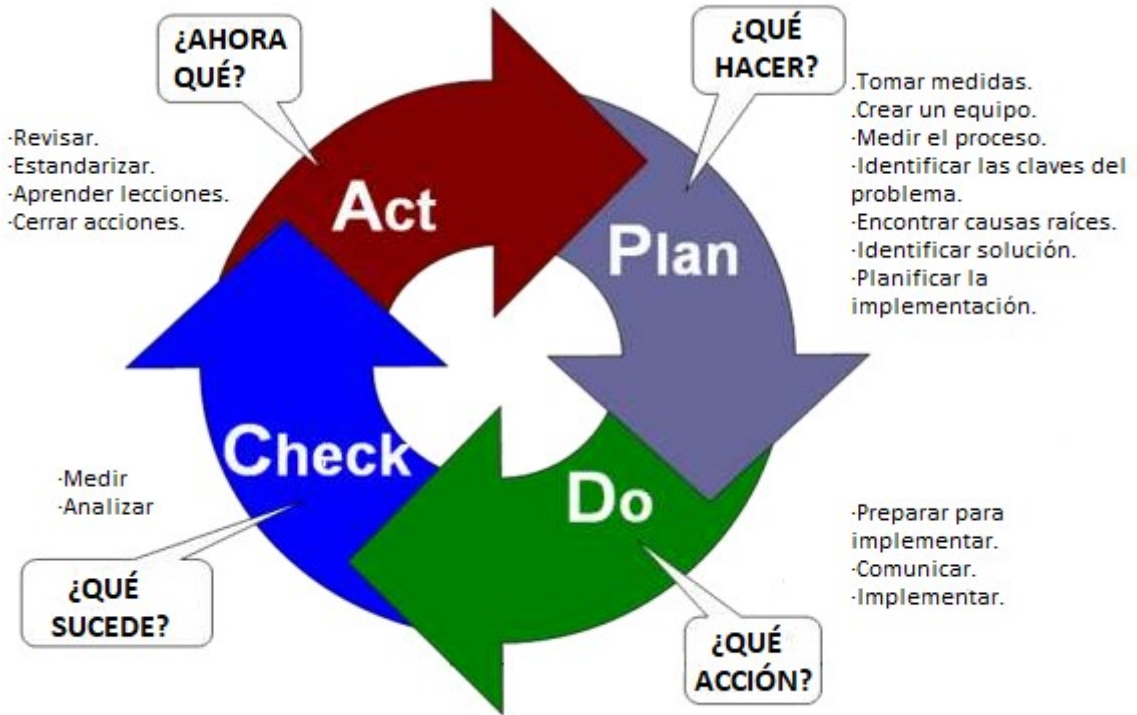 ¿AHORA
QUÉ?
¿QUÉ
HACER?
·Revisar.
·Estandarizar.
·Aprender lecciones.
·Cerrar acciones.
.Tomar medidas.
.Crear un equipo.
·Medir el proceso.
·Identificar las claves del
problema.
·Encontrar causas raíces.
·Identificar solución.
·Planificar la
implementación.
Act
Plan
Check
Do
·Medir
·Analizar
¿QUÉ
SUCEDE?
·Preparar para
implementar.
·Comunicar.
·Implementar.
¿QUÉ
ACCIÓN?